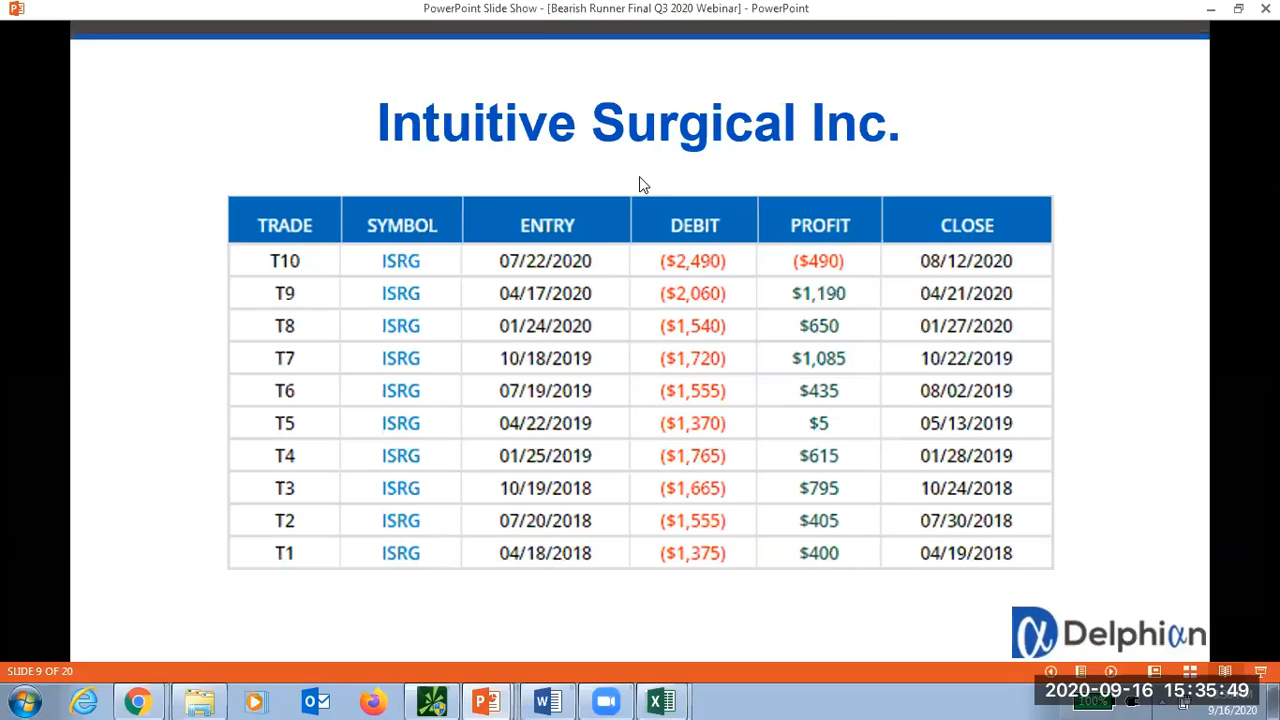 PowerPoint Slide Show - [Bearish Runner Final Q3 2020 Webinar] - PowerPoint
Intuitive Surgical Inc.
TRADE SYMBOL ENTRY DEBIT PROFIT CLOSE
T10 ISRG 07/22/2020 ($2,490) ($490) 08/12/2020
T9 ISRG 04/17/2020 ($2,060) $1,190 04/21/2020
T8 ISRG 01/24/2020 ($1,540) $650 01/27/2020
T7 ISRG 10/18/2019 ($1,720) $1,085 10/22/2019
T6 ISRG 07/19/2019 ($1,555) $435 08/02/2019
T5 ISRG 04/22/2019 ($1,370) $5 05/13/2019
T4 ISRG 01/25/2019 ($1,765) $615 01/28/2019
T3 ISRG 10/19/2018 ($1,665) $795 10/24/2018
T2 ISRG 07/20/2018 ($1,555) $405 07/30/2018
T1 ISRG 04/18/2018 ($1,375) $400 04/19/2018
α Delphiαn
SLIDE 9 OF 20
2020-09-16 15:35:49
100%
9/16/2020